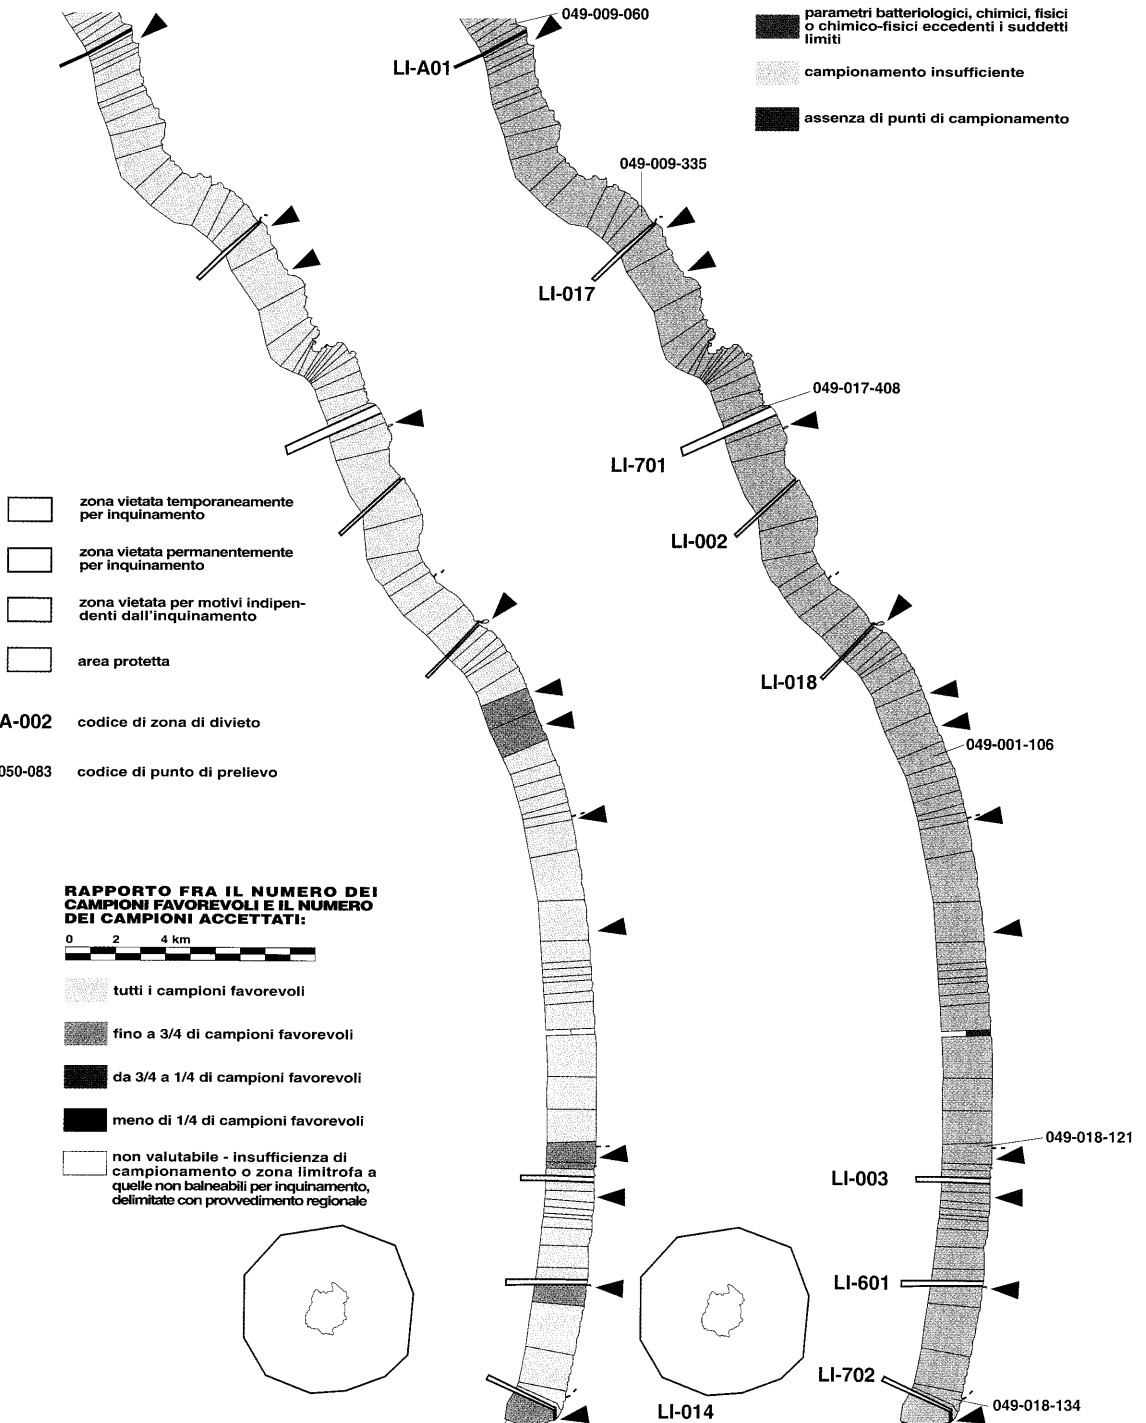 049-009-060
LI-A01
parametri batteriologici, chimici, fisici
o chimico-fisici eccedenti i suddetti
limiti
campionamento insufficiente
assenza di punti di campionamento
049-009-335
LI-017
049-017-408
LI-701
LI-002
zona vietata temporaneamente
per inquinamento
zona vietata permanentemente
per inquinamento
zona vietata per motivi indipen-
denti dall'inquinamento
area protetta
A-002 codice di zona di divieto
050-083 codice di punto di prelievo
LI-018
049-001-106
RAPPORTO FRA IL NUMERO DEI
CAMPIONI FAVOREVOLI E IL NUMERO
DEI CAMPIONI ACCETTATI:
0 2 4 km
tutti i campioni favorevoli
fino a 3/4 di campioni favorevoli
da 3/4 a 1/4 di campioni favorevoli
meno di 1/4 di campioni favorevoli
non valutabile - insufficienza di
campionamento o zona limitrofa a
quelle non balneabili per inquinamento,
delimitate con provvedimento regionale
049-018-121
LI-003
LI-601
LI-702
049-018-134
LI-014